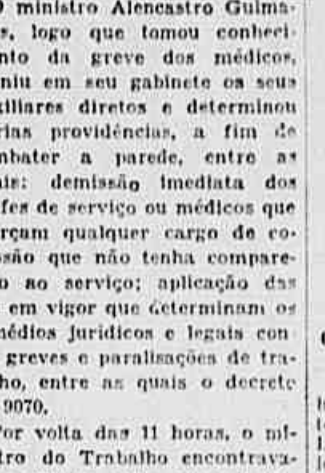 ministro Alencastro Guima-
s, logo que tomou conheci-
nto da greve dos médicos,
niu em seu gabinete os seus
xiliares diretos e determinou
rias providências, a fim de
mbater a parede, entre as
ais: demissão imediata dos
fes de serviço ou médicos que
erçam qualquer cargo de co-
ssão que não tenha compare-
o ao serviço; aplicação das
em vigor que determinam os
médios jurídicos e legais con
greves e paralisações de tra-
ho, entre as quais o decreto
9070.
Por volta das 11 horas, o mi-
tro do Trabalho encontrava-